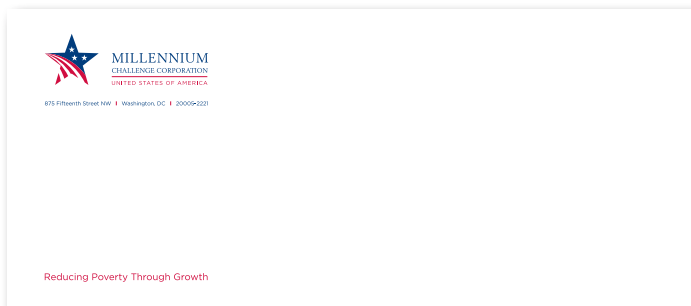 MILLENNIUM
CHALLENGE CORPORATION
UNITED STATES OF AMERICA
875 Fifteenth Street NW | Washington, DC | 20005-2221
Reducing Poverty Through Growth